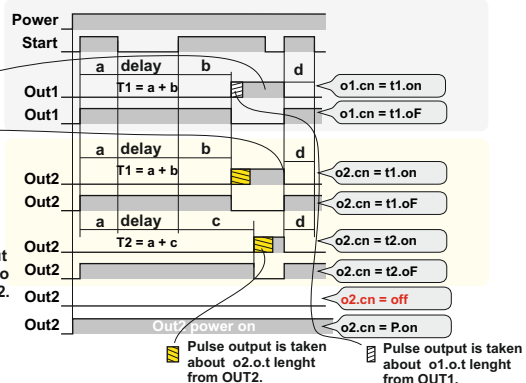 Power
Start
a delay b d
T1 = a + b
Out1 o1.cn = t1.on
Out1 o1.cn = t1.oF
a delay b d
T1 = a + b
Out2 o2.cn = t1.on
Out2 o2.cn = t1.oF
a delay c d
T2 = a + c
Out2 o2.cn = t2.on
Out2 o2.cn = t2.oF
2.
Out2 o2.cn = off
Out2 Out2 power on o2.cn = P.on
Pulse output is taken
about o2.o.t lenght
from OUT2.
Pulse output is taken
about o1.o.t lenght
from OUT1.